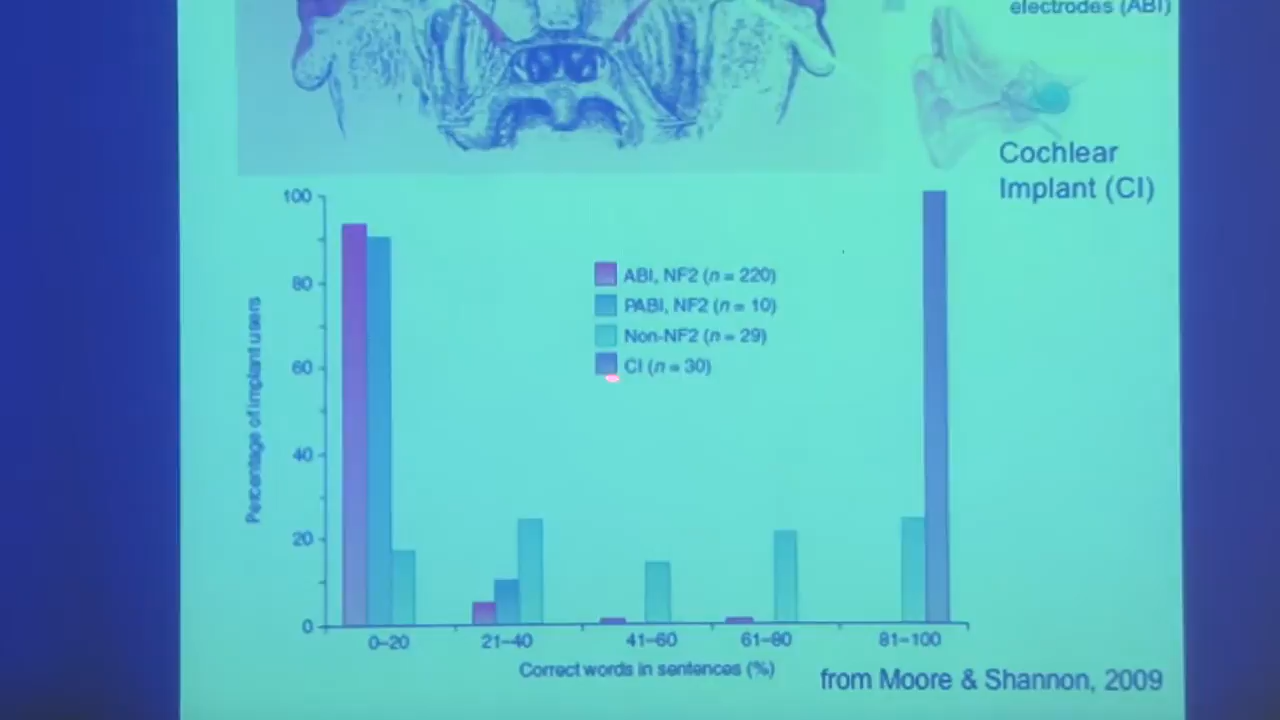 electrodes (ABI)
Cochlear
Implant (CI)
100
80
60
40
20
0
Percentage of implant users
ABI, NF2 (n = 220)
PABI, NF2 (n = 10)
Non-NF2 (n = 29)
CI (n = 30)
0–20
21–40
41–60
61–80
81–100
Correct words in sentences (%)
from Moore & Shannon, 2009